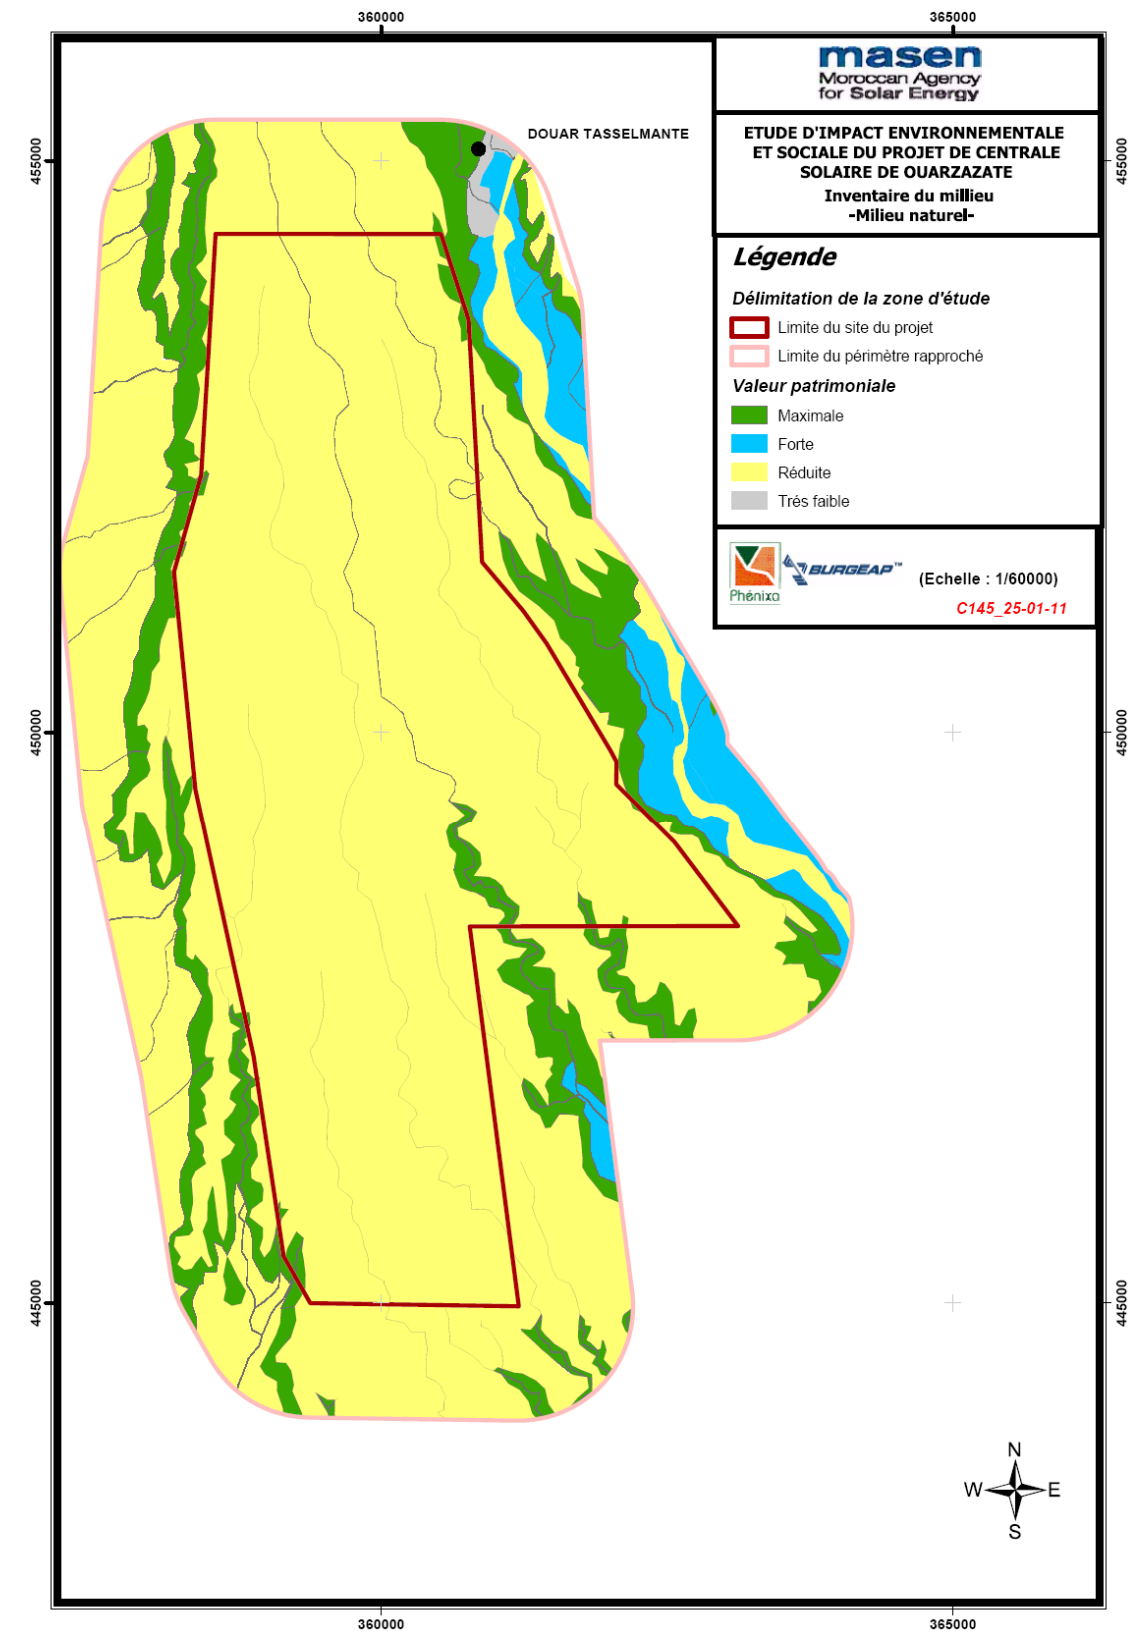 360000
365000
masen
Moroccan Agency
for Solar Energy
ETUDE D'IMPACT ENVIRONNEMENTALE
ET SOCIALE DU PROJET DE CENTRALE
SOLAIRE DE OUARZAZATE
Inventaire du millieu
-Milieu naturel-
DOUAR TASSELMANTE
455000
455000
Légende
Délimitation de la zone d'étude
Limite du site du projet
Limite du périmètre rapproché
Valeur patrimoniale
Maximale
Forte
Réduite
Trés faible
Phénixa
BURGEAP™
(Echelle : 1/60000)
C145_25-01-11
450000
450000
445000
445000
N
W
E
S
360000
365000